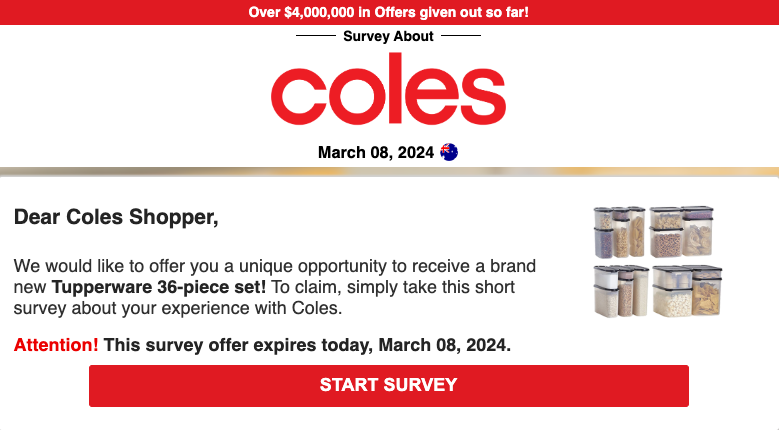 Over $4,000,000 in Offers given out so far!
Survey About
coles
March 08, 2024
Dear Coles Shopper,
We would like to offer you a unique opportunity to receive a brand
new Tupperware 36-piece set! To claim, simply take this short
survey about your experience with Coles.
Attention! This survey offer expires today, March 08, 2024.
START SURVEY